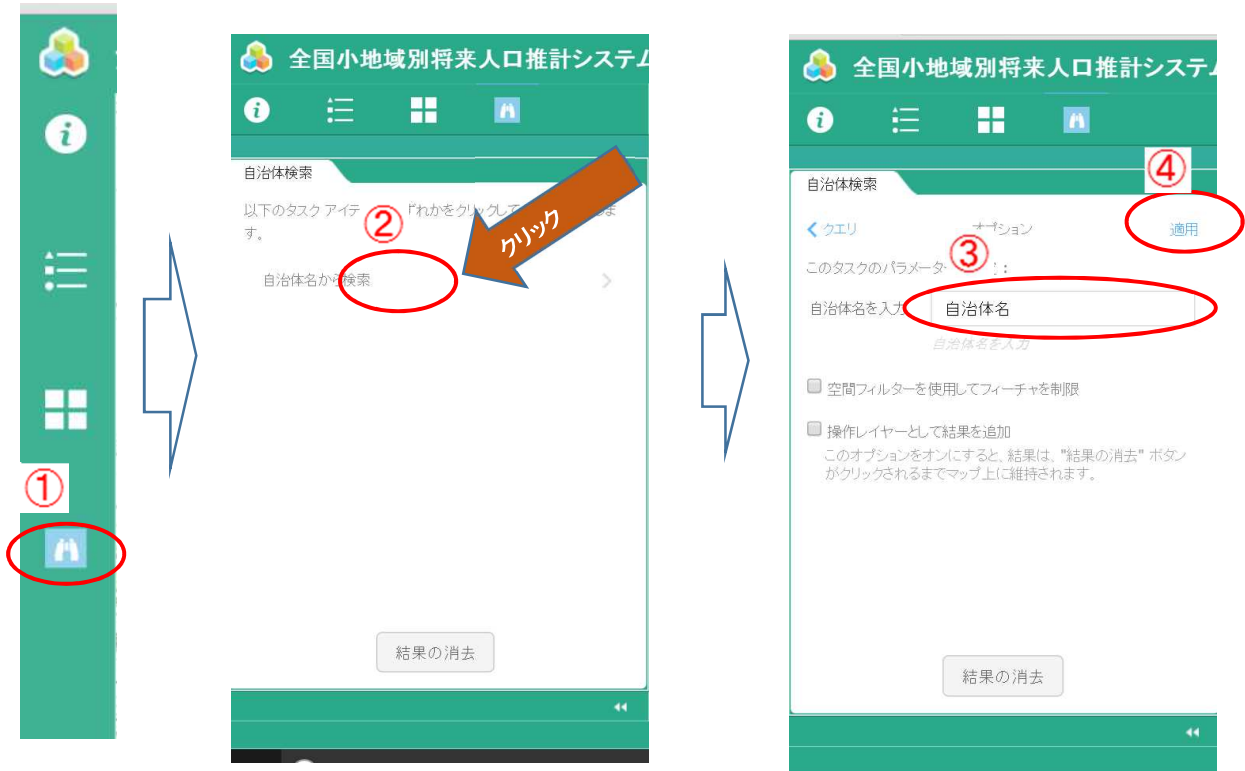 ①
全国小地域別将来人口推計システム
自治体検索
以下のタスク アイテ
②
れかをクリックして
す。
クリック
自治体名から検索
結果の消去
全国小地域別将来人口推計システ
④
自治体検索
クエリ
オプション
適用
このタスクのパラメータ
③
自治体名を入力
自治体名
自治体名を入力
空間フィルターを使用してフィーチャを制限
操作レイヤーとして結果を追加
このオプションをオンにすると、結果は、"結果の消去" ボタン
がクリックされるまでマップ上に維持されます。
結果の消去